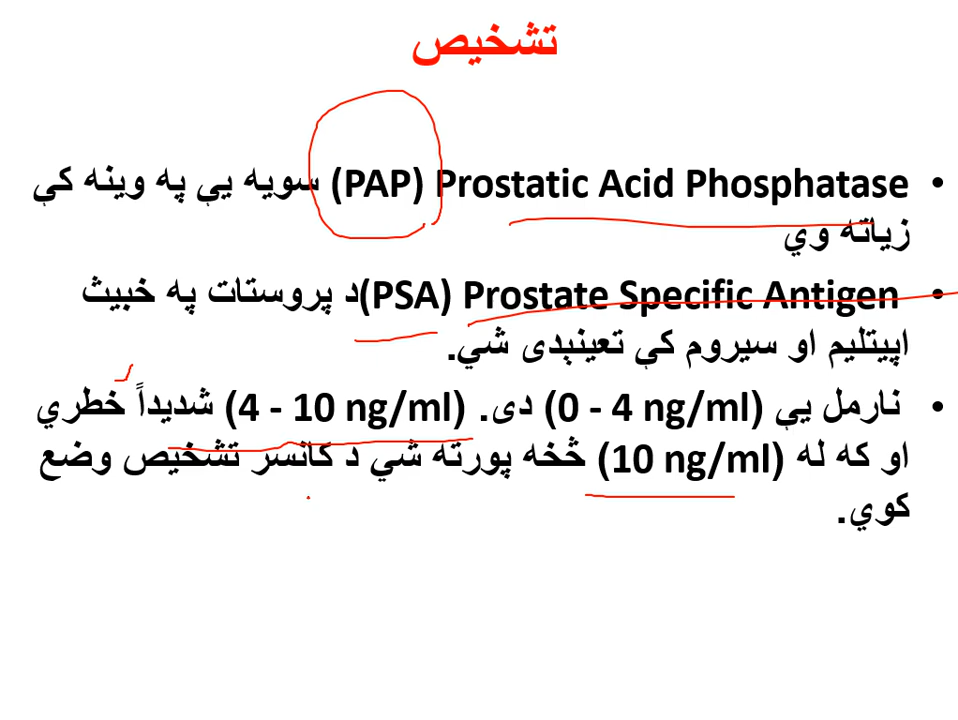 تشخیص
• Prostatic Acid Phosphatase (PAP) سویه یې په وینه کې
زیاته وي
• Prostate Specific Antigen (PSA)د پروستات په خبیث
اپیتلیم او سیروم کې تعینېدی شي.
• نارمل یې (0 - 4 ng/ml) دی. (4 - 10 ng/ml) شدیداً خطري
او که له (10 ng/ml) څخه پورته شي د کانسر تشخیص وضع
کوي.